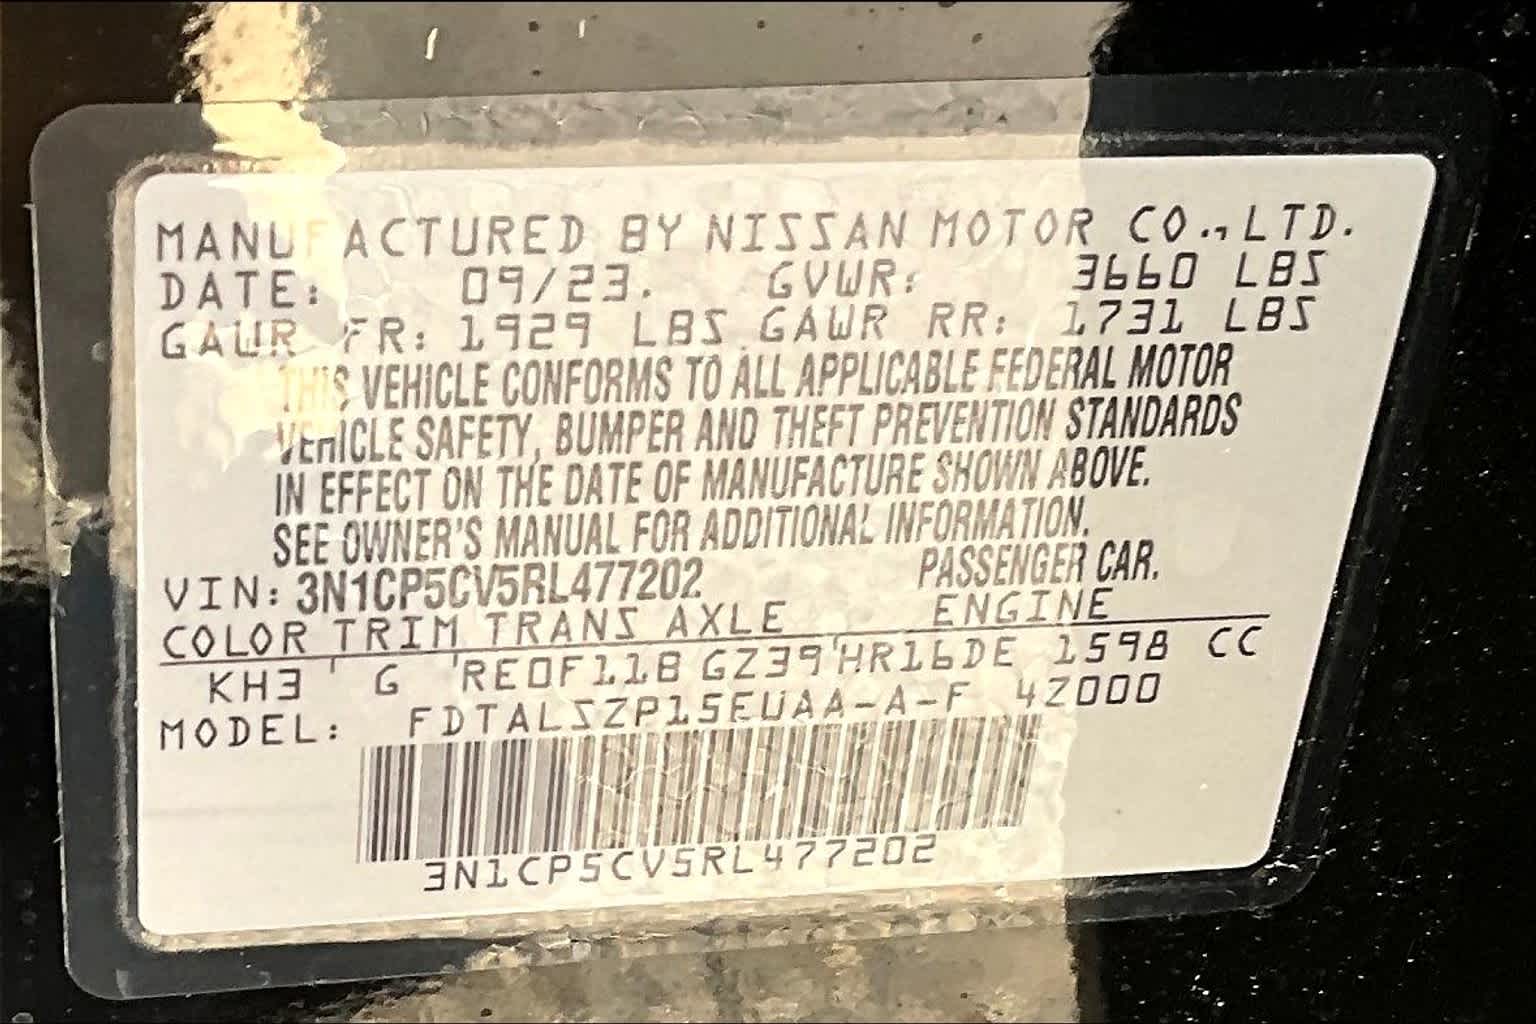 MANUFACTURED BY NISSAN MOTOR CO., LTD.
DATE: 09/23. GVWR: 3660 LBS
GAWR FR: 1929 LBS GAWR RR: 1731 LBS
THIS VEHICLE CONFORMS TO ALL APPLICABLE FEDERAL MOTOR
VEHICLE SAFETY, BUMPER AND THEFT PREVENTION STANDARDS
IN EFFECT ON THE DATE OF MANUFACTURE SHOWN ABOVE.
SEE OWNER'S MANUAL FOR ADDITIONAL INFORMATION.
VIN: 3N1CP5CV5RL477202 PASSENGER CAR.
COLOR TRIM TRANS AXLE ENGINE
KH3 ' G 'RE0F11B GZ39'HR16DE 1598 CC
MODEL: FDTALSZP15EUAA-A-F 4Z000
3N1CP5CV5RL477202